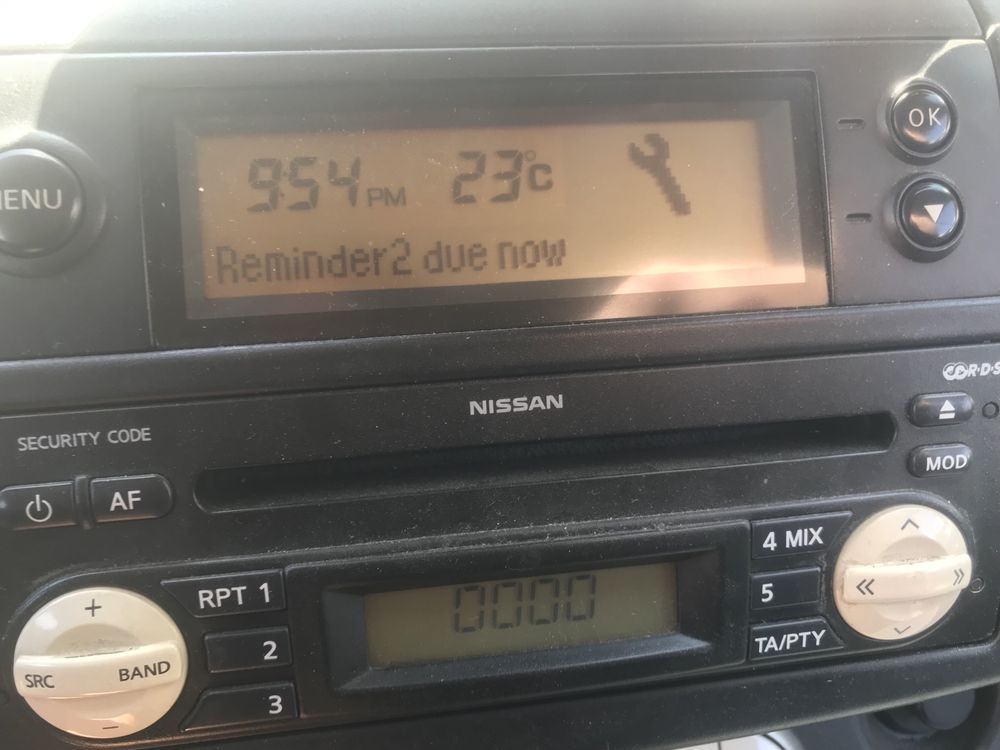 MENU
9:54 PM 23°C
OK
Reminder2 due now
NISSAN
R·D·S
SECURITY CODE
AF
MOD
4 MIX
RPT 1
0000
5
2
TA/PTY
+
SRC BAND
−
3